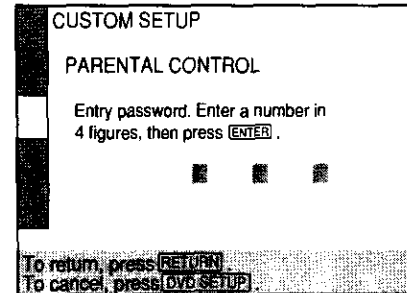 CUSTOM SETUP
PARENTAL CONTROL
Entry password. Enter a number in
4 figures, then press ENTER .
To return, press RETURN .
To cancel, press DVD SETUP .